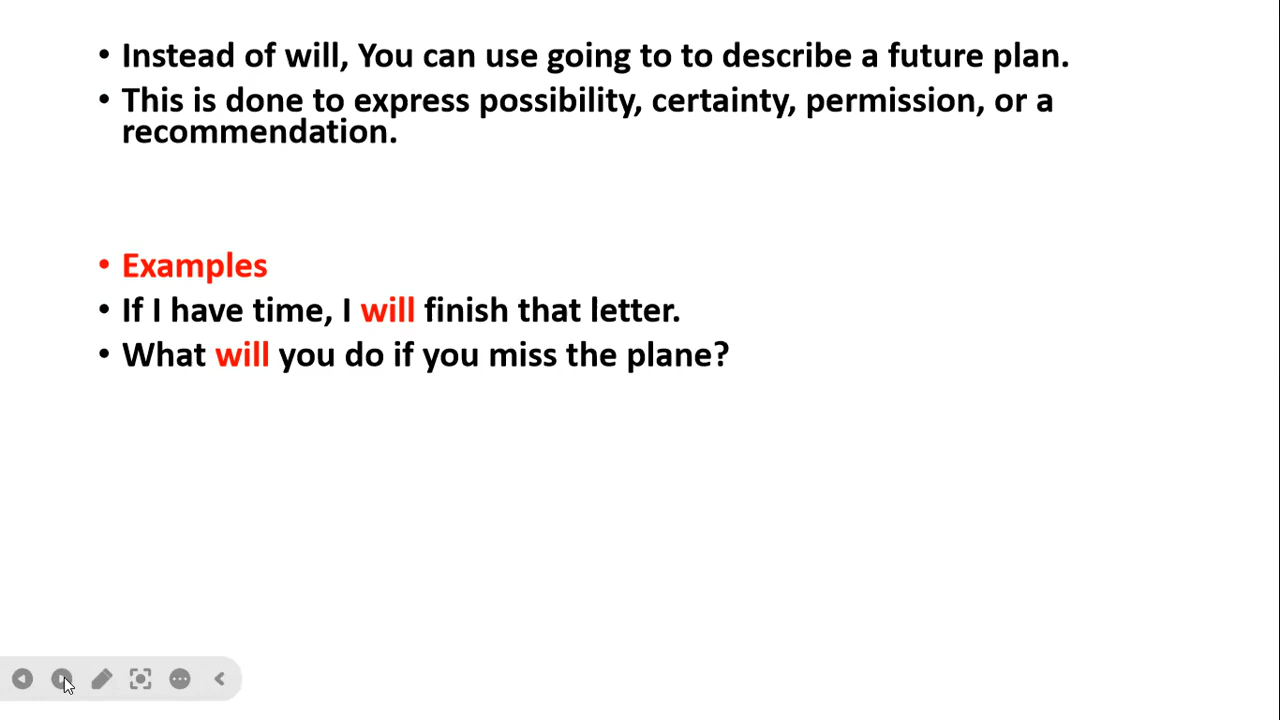 • Instead of will, You can use going to to describe a future plan.
• This is done to express possibility, certainty, permission, or a
recommendation.
• Examples
• If I have time, I will finish that letter.
• What will you do if you miss the plane?